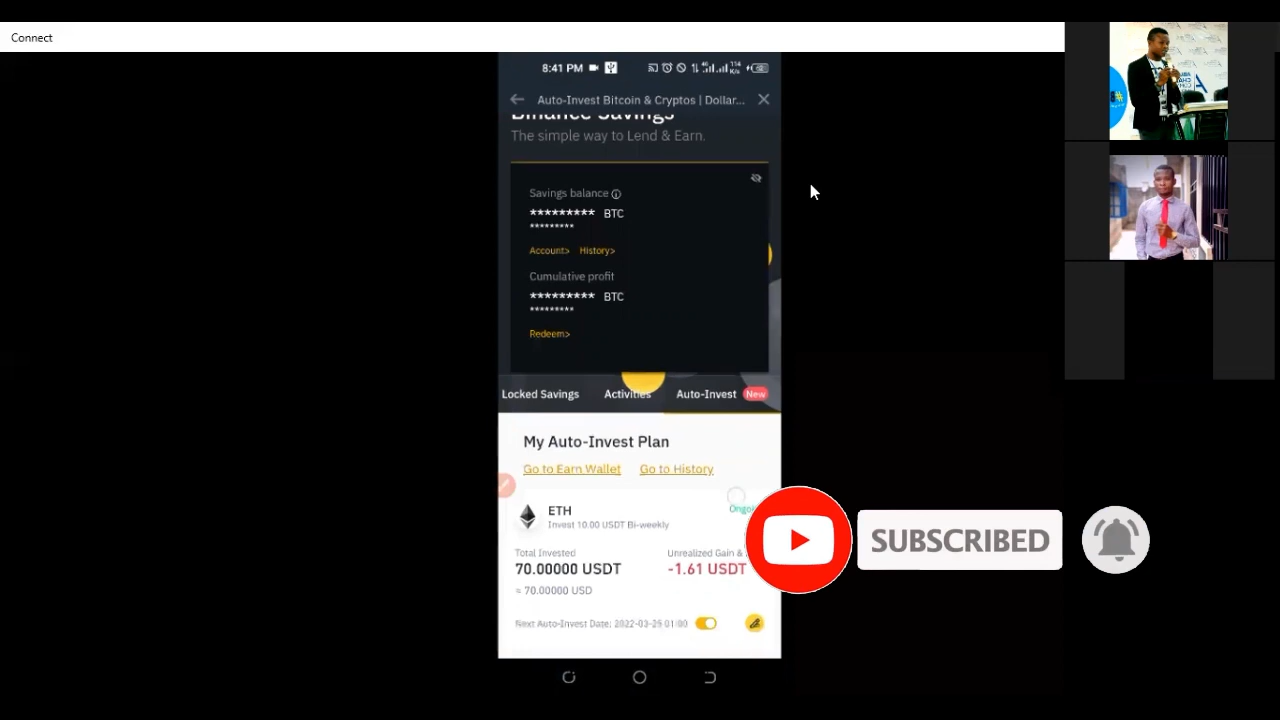 Connect
8:41 PM
Auto-Invest Bitcoin & Cryptos | Dollar...
Binance Savings
The simple way to Lend & Earn.
Savings balance
********* BTC
*********
Account> History>
Cumulative profit
********* BTC
*********
Redeem>
Locked Savings Activities Auto-Invest New
My Auto-Invest Plan
Go to Earn Wallet Go to History
ETH
Invest 10.00 USDT Bi-weekly
Total Invested Unrealized Gain &
70.00000 USDT -1.61 USDT
≈ 70.00000 USD
Next Auto-Invest Date: 2022-03-25 01:00
SUBSCRIBED